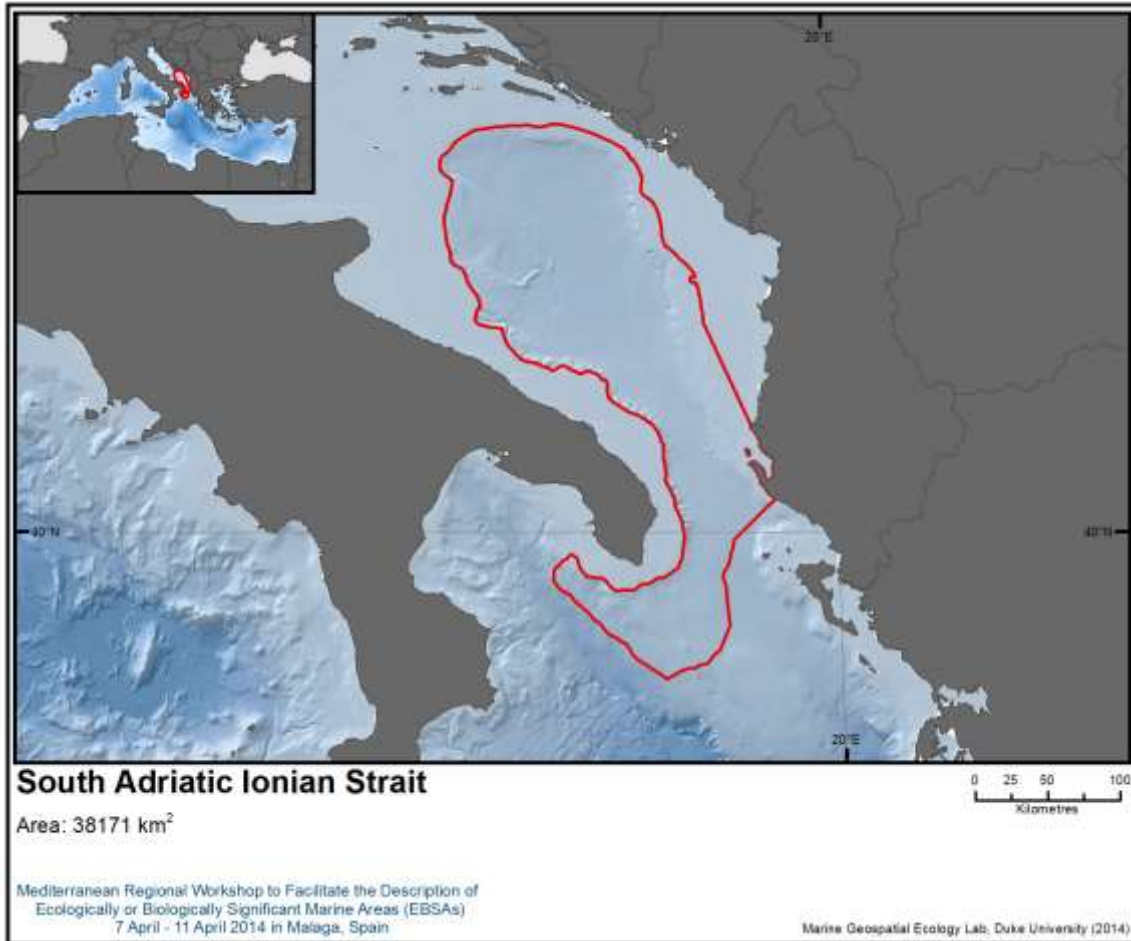 20°E
40°N
40°N
20°E
South Adriatic Ionian Strait
0 25 50 100
Kilometres
Area: 38171 km²
Mediterranean Regional Workshop to Facilitate the Description of
Ecologically or Biologically Significant Marine Areas (EBSAs)
7 April - 11 April 2014 in Malaga, Spain
Marine Geospatial Ecology Lab, Duke University (2014)